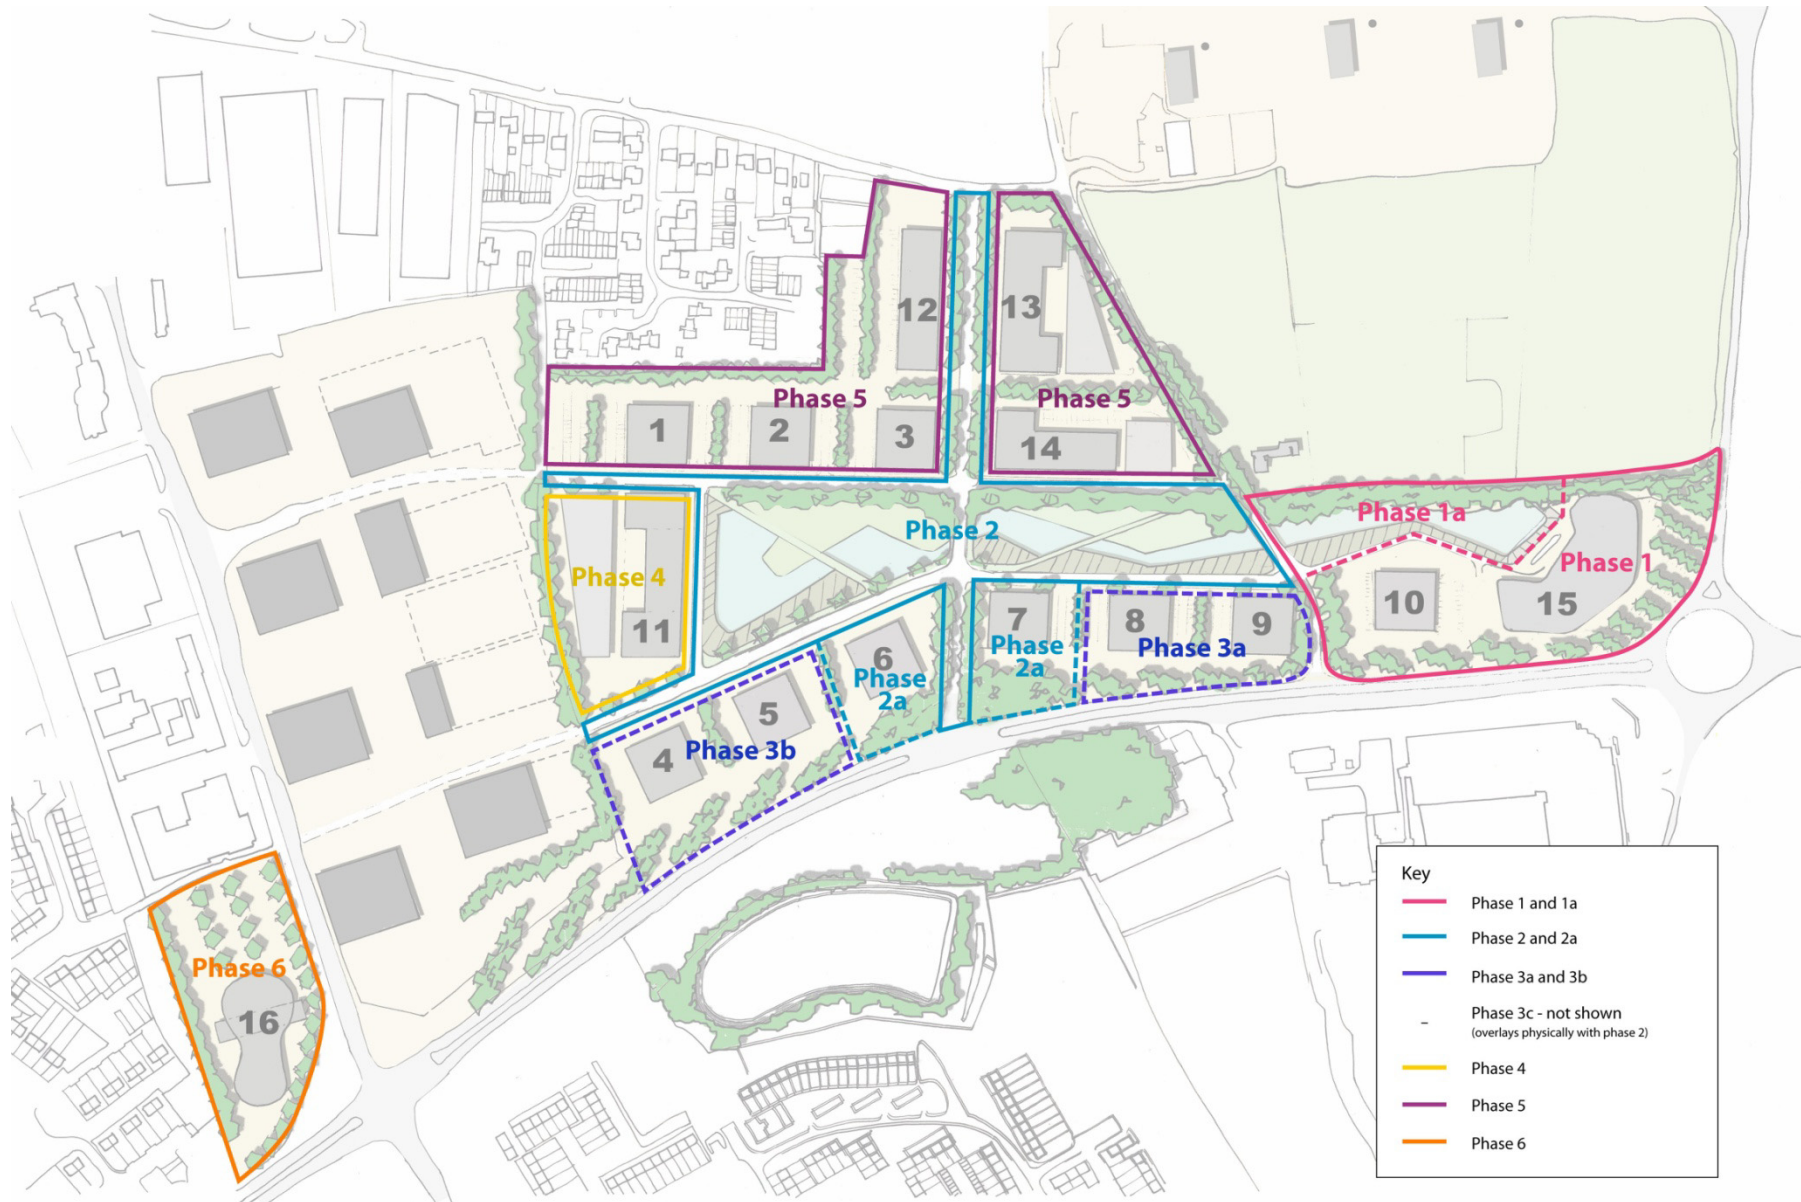 12
13
Phase 5
Phase 5
1
2
3
14
Phase 1a
Phase 2
Phase 1
Phase 4
10
15
11
7
8
9
Phase
2a
Phase 3a
6
Phase
2a
5
Phase 3b
4
Phase 6
16
Key
Phase 1 and 1a
Phase 2 and 2a
Phase 3a and 3b
- Phase 3c - not shown
(overlays physically with phase 2)
Phase 4
Phase 5
Phase 6